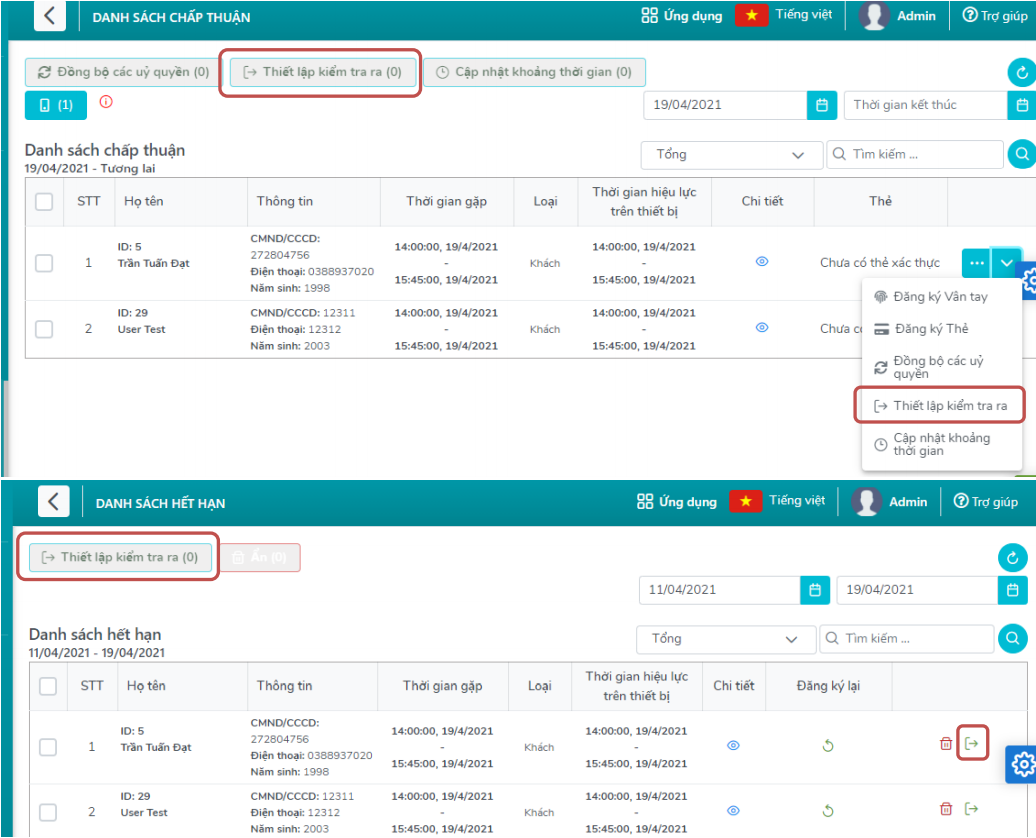 DANH SÁCH CHẤP THUẬN
Ứng dụng
Tiếng việt
Admin
Trợ giúp
Đồng bộ các uỷ quyền (0)
Thiết lập kiểm tra ra (0)
Cập nhật khoảng thời gian (0)
(1)
19/04/2021
Thời gian kết thúc
Danh sách chấp thuận
19/04/2021 - Tương lai
Tổng
Tìm kiếm ...
STT
Họ tên
Thông tin
Thời gian gặp
Loại
Thời gian hiệu lực
trên thiết bị
Chi tiết
Thẻ
1
ID: 5
Trần Tuấn Đạt
CMND/CCCD:
272804756
Điện thoại: 0388937020
Năm sinh: 1998
14:00:00, 19/4/2021
-
15:45:00, 19/4/2021
Khách
14:00:00, 19/4/2021
-
15:45:00, 19/4/2021
Chưa có thẻ xác thực
2
ID: 29
User Test
CMND/CCCD: 12311
Điện thoại: 12312
Năm sinh: 2003
14:00:00, 19/4/2021
-
15:45:00, 19/4/2021
Khách
14:00:00, 19/4/2021
-
15:45:00, 19/4/2021
Chưa
Đăng ký Vân tay
Đăng ký Thẻ
Đồng bộ các uỷ
quyền
Thiết lập kiểm tra ra
Cập nhật khoảng
thời gian
DANH SÁCH HẾT HẠN
Ứng dụng
Tiếng việt
Admin
Trợ giúp
Thiết lập kiểm tra ra (0)
Ẩn (0)
11/04/2021
19/04/2021
Danh sách hết hạn
11/04/2021 - 19/04/2021
Tổng
Tìm kiếm ...
STT
Họ tên
Thông tin
Thời gian gặp
Loại
Thời gian hiệu lực
trên thiết bị
Chi tiết
Đăng ký lại
1
ID: 5
Trần Tuấn Đạt
CMND/CCCD:
272804756
Điện thoại: 0388937020
Năm sinh: 1998
14:00:00, 19/4/2021
-
15:45:00, 19/4/2021
Khách
14:00:00, 19/4/2021
-
15:45:00, 19/4/2021
2
ID: 29
User Test
CMND/CCCD: 12311
Điện thoại: 12312
Năm sinh: 2003
14:00:00, 19/4/2021
-
15:45:00, 19/4/2021
Khách
14:00:00, 19/4/2021
-
15:45:00, 19/4/2021